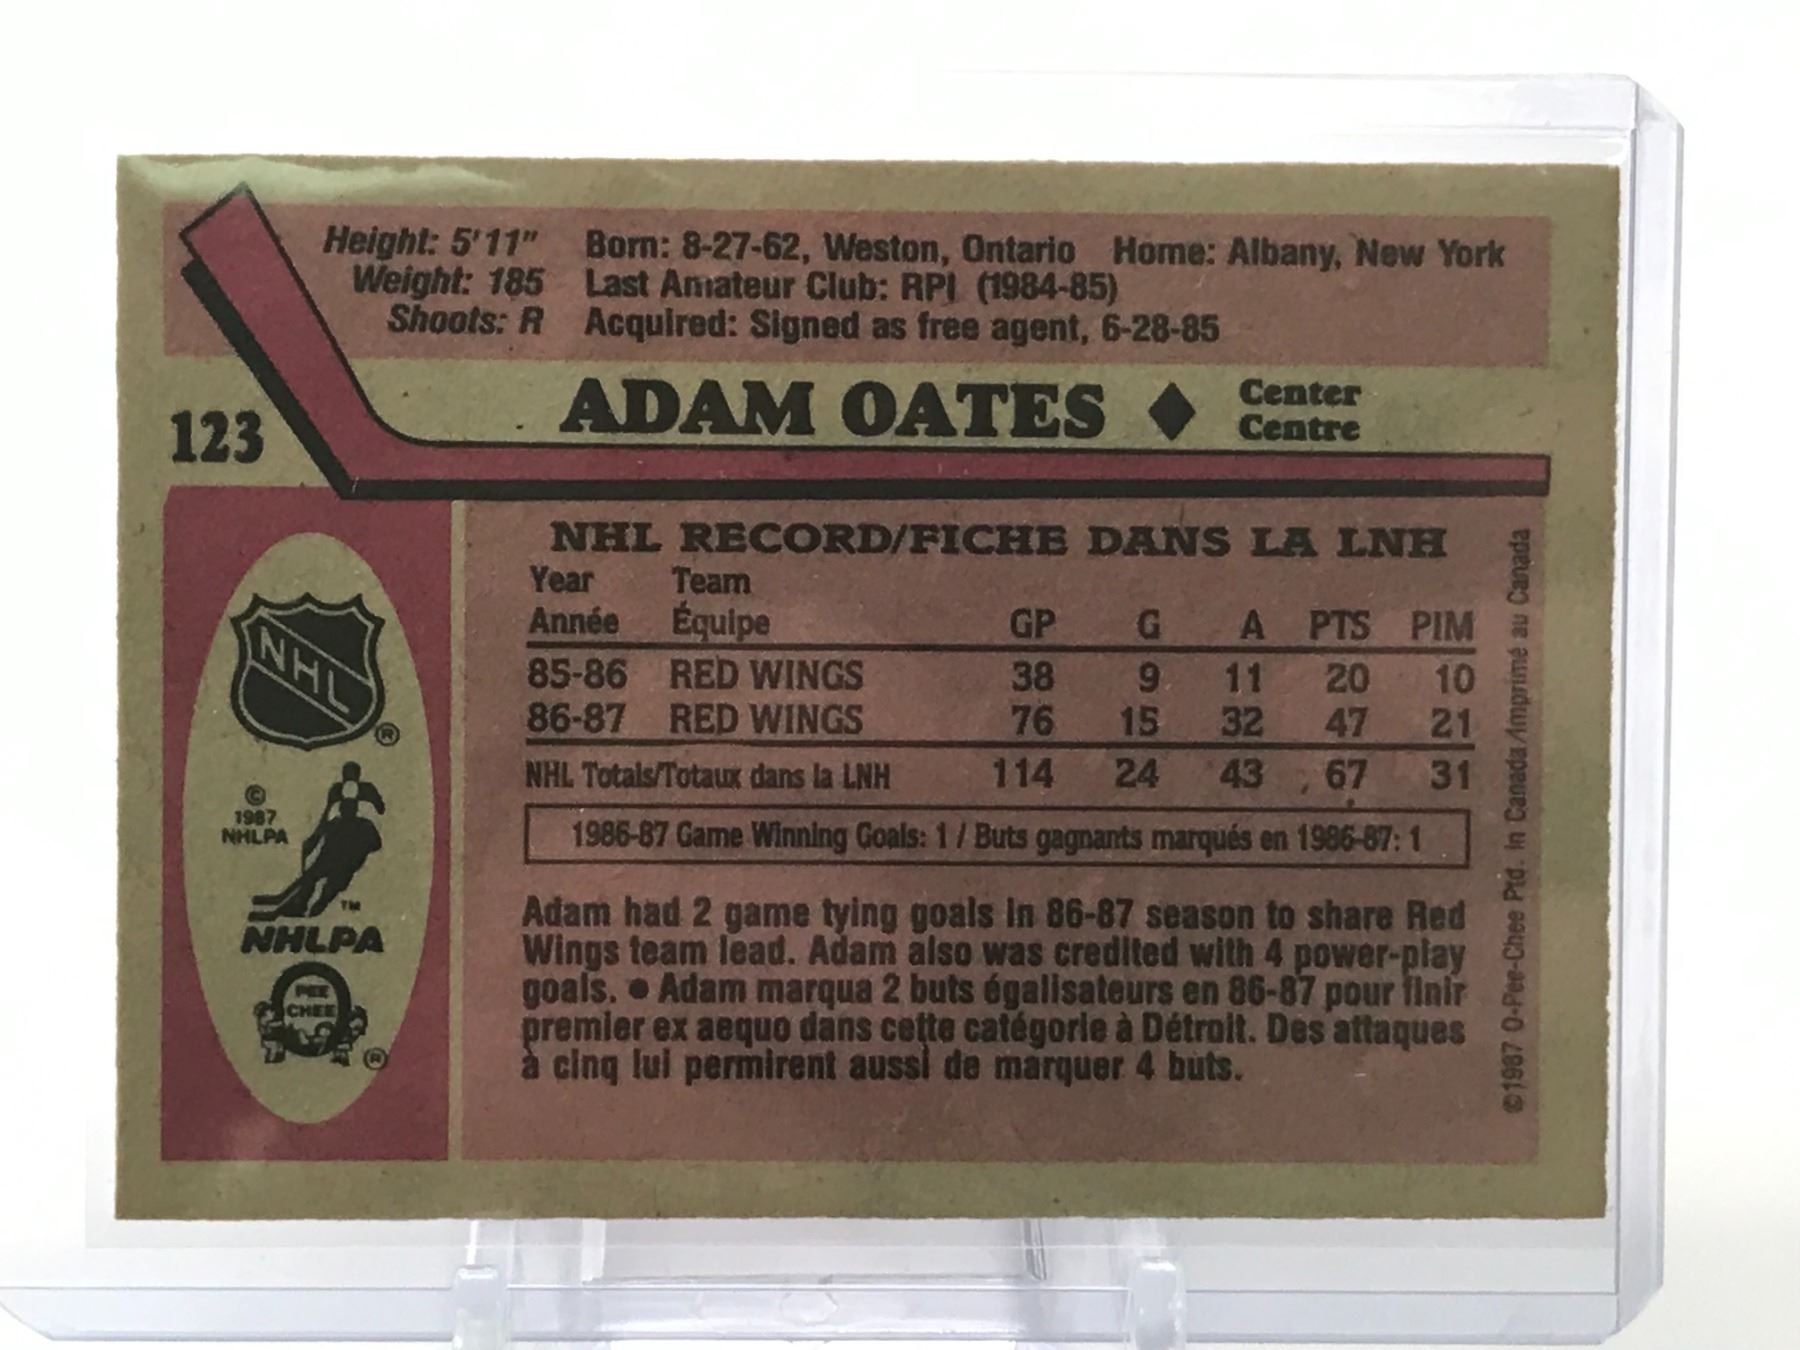 Height: 5'11" Born: 8-27-62, Weston, Ontario Home: Albany, New York
Weight: 185 Last Amateur Club: RPI (1984-85)
Shoots: R Acquired: Signed as free agent, 6-28-85
123 ADAM OATES ♦ Center
Centre
NHL RECORD/FICHE DANS LA LNH
Year Team
Année Équipe GP G A PTS PIM
85-86 RED WINGS 38 9 11 20 10
86-87 RED WINGS 76 15 32 47 21
NHL Totals/Totaux dans la LNH 114 24 43 67 31
1986-87 Game Winning Goals: 1 / Buts gagnants marqués en 1986-87: 1
Adam had 2 game tying goals in 86-87 season to share Red
Wings team lead. Adam also was credited with 4 power-play
goals. • Adam marqua 2 buts égalisateurs en 86-87 pour finir
premier ex aequo dans cette catégorie à Détroit. Des attaques
à cinq lui permirent aussi de marquer 4 buts.
NHL
®
©
1987
NHLPA
TM
NHLPA
O
PEE
CHEE
®
©1987 O-Pee-Chee Ptd. in Canada/Imprimé au Canada